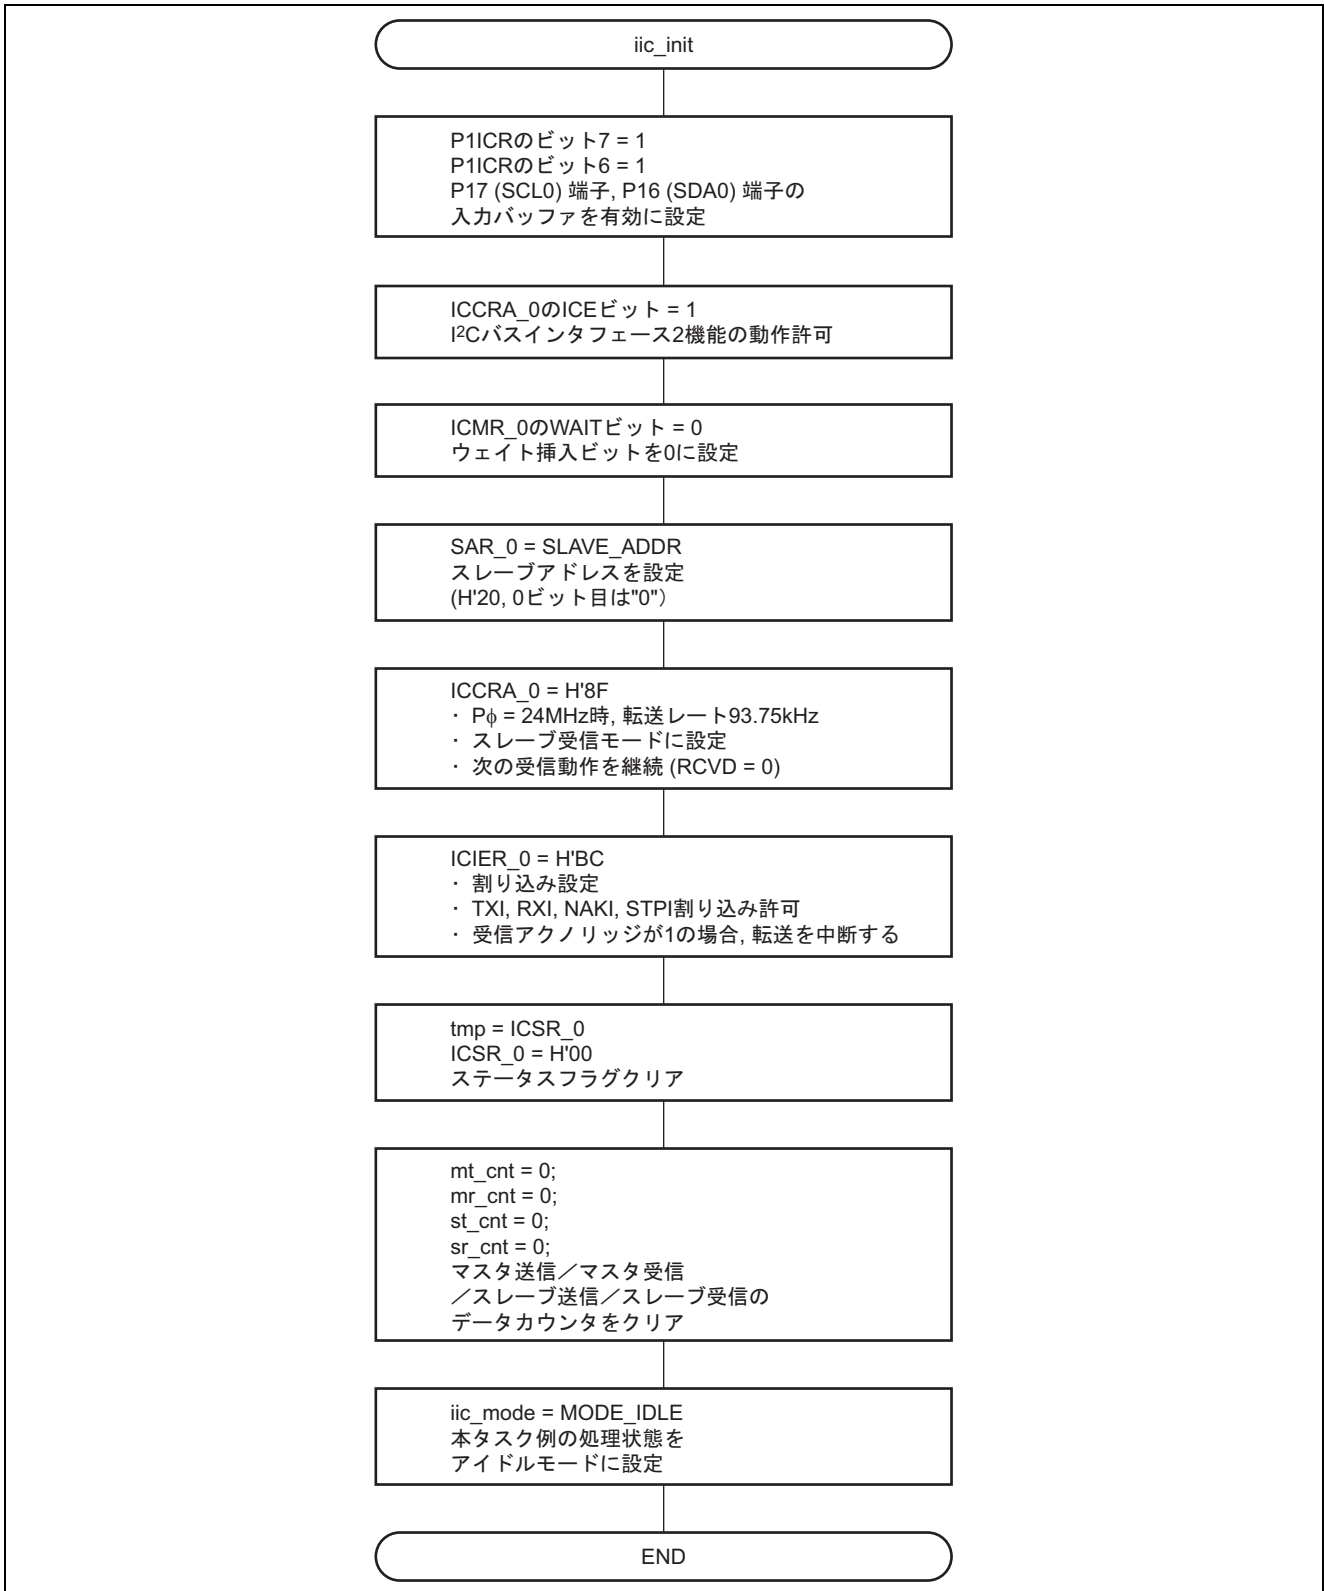 iic_init
P1ICRのビット7 = 1
P1ICRのビット6 = 1
P17 (SCL0) 端子, P16 (SDA0) 端子の
入力バッファを有効に設定
ICCRA_0のICEビット = 1
I²Cバスインタフェース2機能の動作許可
ICMR_0のWAITビット = 0
ウェイト挿入ビットを0に設定
SAR_0 = SLAVE_ADDR
スレーブアドレスを設定
(H'20, 0ビット目は"0")
ICCRA_0 = H'8F
・ Pφ = 24MHz時, 転送レート93.75kHz
・ スレーブ受信モードに設定
・ 次の受信動作を継続 (RCVD = 0)
ICIER_0 = H'BC
・ 割り込み設定
・ TXI, RXI, NAKI, STPI割り込み許可
・ 受信アクノリッジが1の場合, 転送を中断する
tmp = ICSR_0
ICSR_0 = H'00
ステータスフラグクリア
mt_cnt = 0;
mr_cnt = 0;
st_cnt = 0;
sr_cnt = 0;
マスタ送信／マスタ受信
／スレーブ送信／スレーブ受信の
データカウンタをクリア
iic_mode = MODE_IDLE
本タスク例の処理状態を
アイドルモードに設定
END